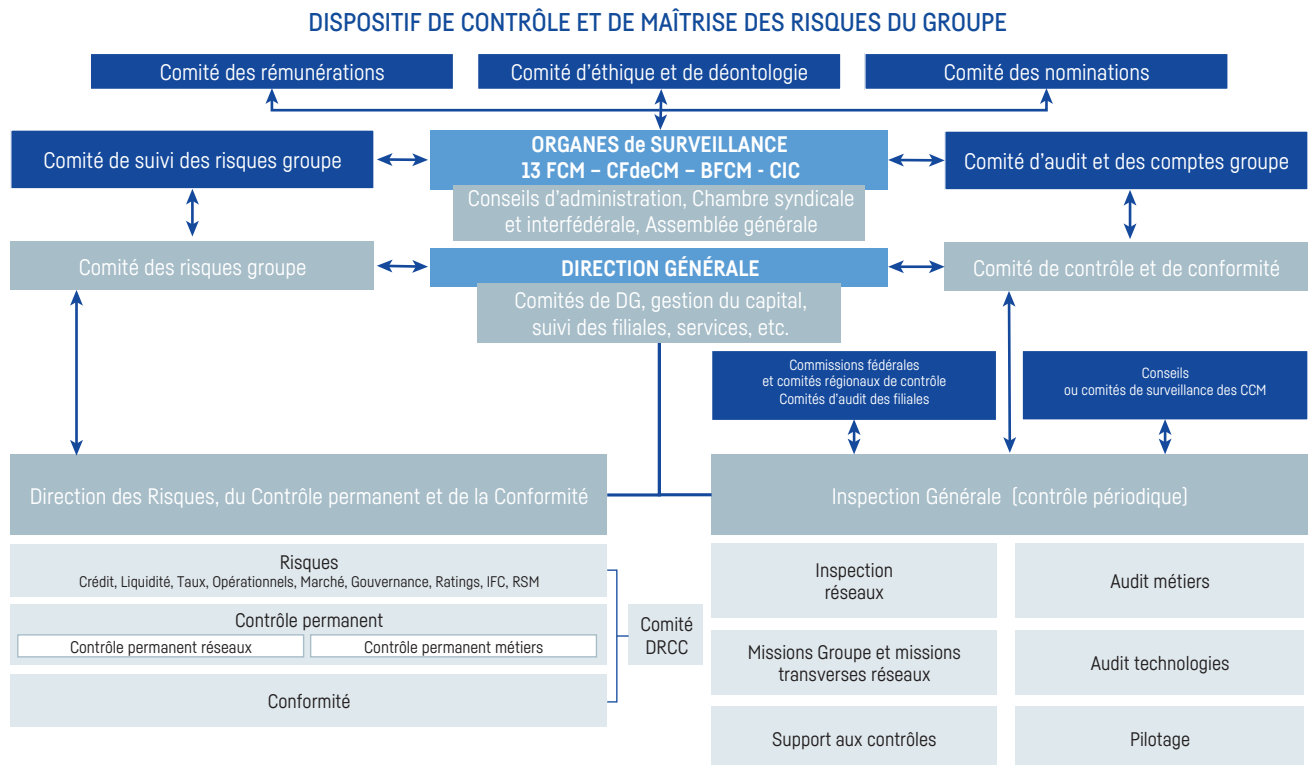 DISPOSITIF DE CONTRÔLE ET DE MAÎTRISE DES RISQUES DU GROUPE
Comité des rémunérations
Comité d'éthique et de déontologie
Comité des nominations
Comité de suivi des risques groupe
ORGANES de SURVEILLANCE
13 FCM – CFdeCM – BFCM - CIC
Conseils d'administration, Chambre syndicale
et interfédérale, Assemblée générale
Comité d'audit et des comptes groupe
Comité des risques groupe
DIRECTION GÉNÉRALE
Comités de DG, gestion du capital,
suivi des filiales, services, etc.
Comité de contrôle et de conformité
Commissions fédérales
et comités régionaux de contrôle
Comités d'audit des filiales
Conseils
ou comités de surveillance des CCM
Direction des Risques, du Contrôle permanent et de la Conformité
Inspection Générale (contrôle périodique)
Risques
Crédit, Liquidité, Taux, Opérationnels, Marché, Gouvernance, Ratings, IFC, RSM
Contrôle permanent
Contrôle permanent réseaux
Contrôle permanent métiers
Conformité
Comité
DRCC
Inspection
réseaux
Audit métiers
Missions Groupe et missions
transverses réseaux
Audit technologies
Support aux contrôles
Pilotage